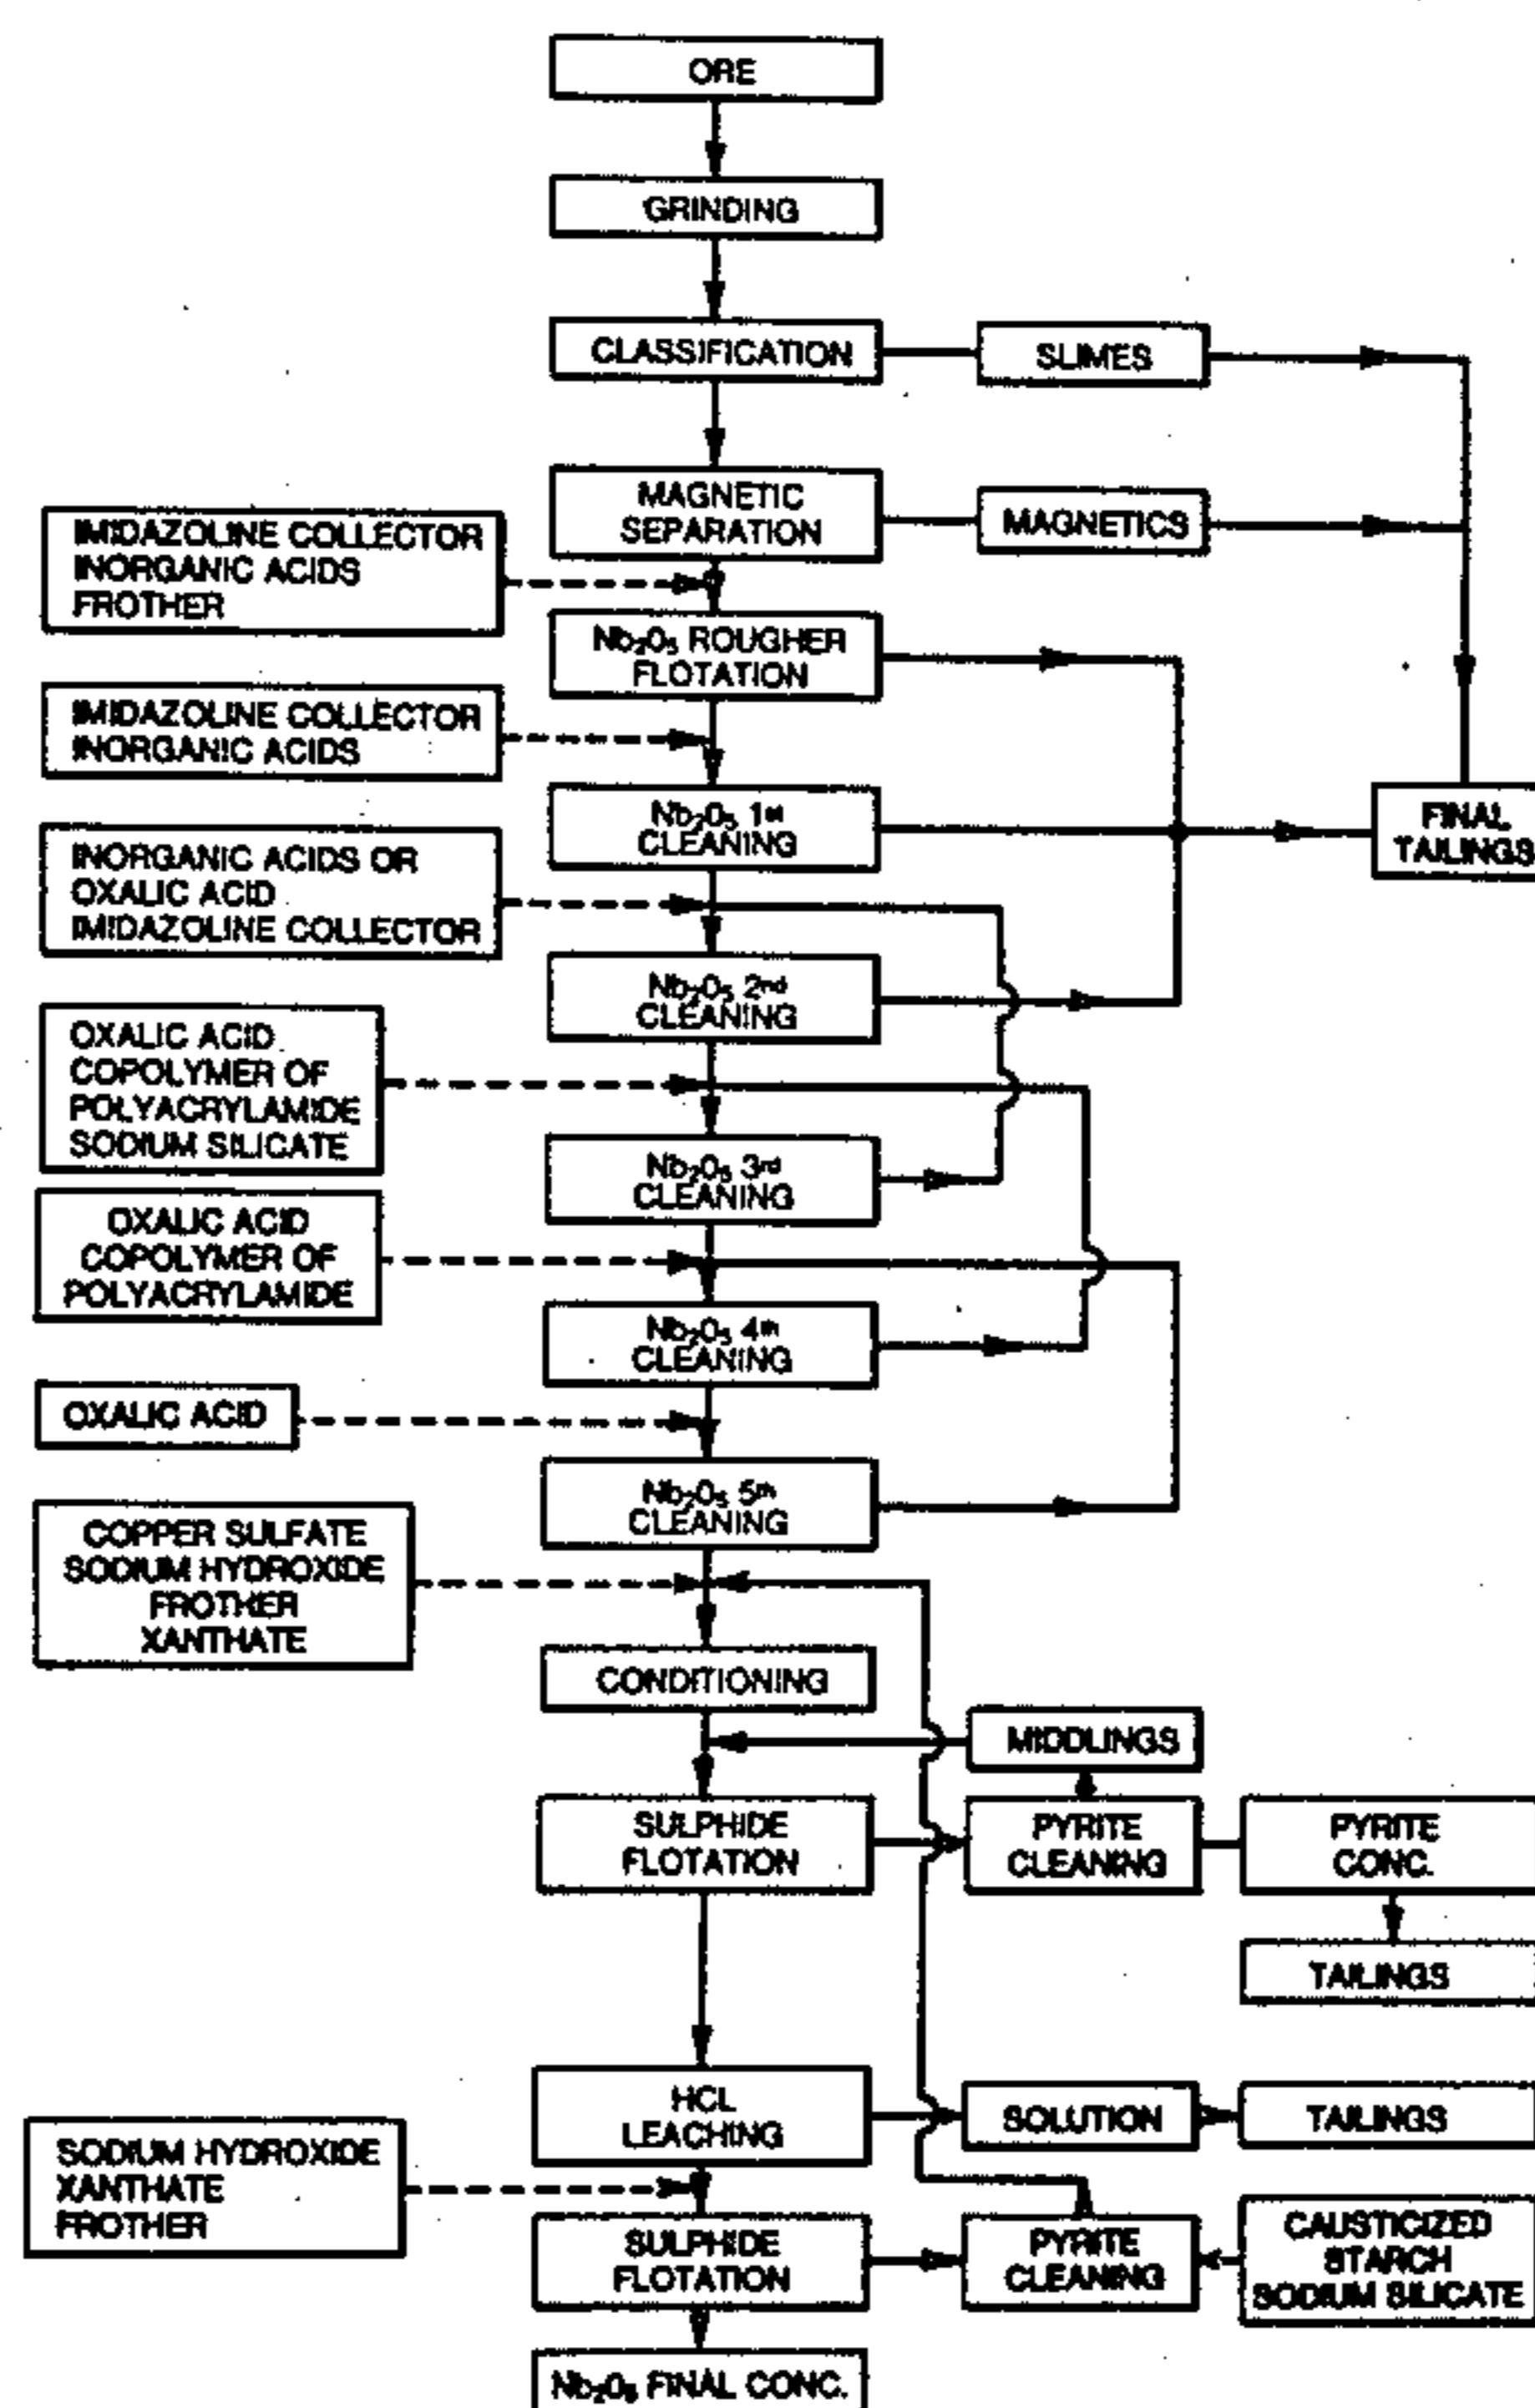 ORE
GRINDING
CLASSIFICATION
SLIMES
MAGNETIC
SEPARATION
MAGNETICS
IMIDAZOLINE COLLECTOR
INORGANIC ACIDS
FROTHER
Nb₂O₅ ROUGHER
FLOTATION
IMIDAZOLINE COLLECTOR
INORGANIC ACIDS
Nb₂O₅ 1st
CLEANING
FINAL
TAILINGS
INORGANIC ACIDS OR
OXALIC ACID
IMIDAZOLINE COLLECTOR
Nb₂O₅ 2nd
CLEANING
OXALIC ACID
COPOLYMER OF
POLYACRYLAMIDE
SODIUM SILICATE
Nb₂O₅ 3rd
CLEANING
OXALIC ACID
COPOLYMER OF
POLYACRYLAMIDE
Nb₂O₅ 4th
CLEANING
OXALIC ACID
Nb₂O₅ 5th
CLEANING
COPPER SULFATE
SODIUM HYDROXIDE
FROTHER
XANTHATE
CONDITIONING
MIDDLINGS
SULPHIDE
FLOTATION
PYRITE
CLEANING
PYRITE
CONC.
TAILINGS
HCL
LEACHING
SOLUTION
TAILINGS
SODIUM HYDROXIDE
XANTHATE
FROTHER
SULPHIDE
FLOTATION
PYRITE
CLEANING
CAUSTICIZED
STARCH
SODIUM SILICATE
Nb₂O₅ FINAL CONC.